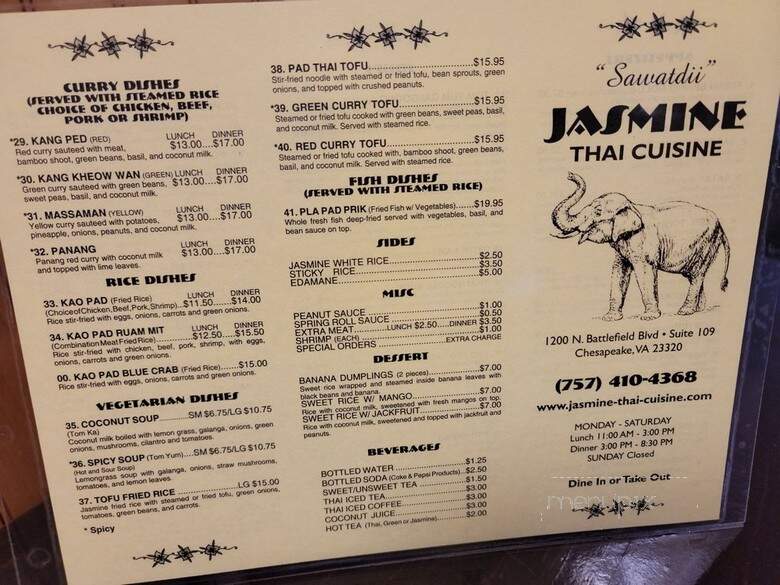 CURRY DISHES
(SERVED WITH STEAMED RICE
CHOICE OF CHICKEN, BEEF,
PORK OR SHRIMP)
*29. KANG PED (RED) LUNCH DINNER
Red curry sauteed with meat, $13.00....$17.00
bamboo shoot, green beans, basil, and coconut milk.
*30. KANG KHEOW WAN (GREEN) LUNCH DINNER
Green curry sauteed with green beans, $13.00....$17.00
sweet peas, basil, and coconut milk.
*31. MASSAMAN (YELLOW) LUNCH DINNER
Yellow curry sauteed with potatoes, $13.00....$17.00
pineapple, onions, peanuts, and coconut milk.
*32. PANANG LUNCH DINNER
Panang red curry with coconut milk $13.00....$17.00
and topped with lime leaves.
RICE DISHES
33. KAO PAD (Fried Rice) LUNCH DINNER
(Choice of Chicken, Beef, Pork, Shrimp)...$11.50......$14.00
Rice stir-fried with eggs, onions, carrots and green onions.
34. KAO PAD RUAM MIT LUNCH DINNER
(Combination Meat Fried Rice)..............$12.50....$15.50
Rice stir-fried with chicken, beef, pork, shrimp, with eggs,
onions, carrots and green onions.
00. KAO PAD BLUE CRAB (Fried Rice)......$15.00
Rice stir-fried with eggs, onions, carrots and green onions.
VEGETARIAN DISHES
35. COCONUT SOUP........SM $6.75/LG $10.75
(Tom Ka)
Coconut milk boiled with lemon grass, galanga, onions, green
onions, mushrooms, cilantro and tomatoes.
*36. SPICY SOUP (Tom Yum)....SM $6.75/LG $10.75
(Hot and Sour Soup)
Lemongrass soup with galanga, onions, straw mushrooms,
tomatoes, and lemon leaves.
37. TOFU FRIED RICE....................LG $15.00
Jasmine fried rice with steamed or fried tofu, green onions,
tomatoes, green beans, and carrots.
* Spicy
38. PAD THAI TOFU............................$15.95
Stir-fried noodle with steamed or fried tofu, bean sprouts, green
onions, and topped with crushed peanuts.
*39. GREEN CURRY TOFU....................$15.95
Steamed or fried tofu cooked with green beans, sweet peas, basil,
and coconut milk. Served with steamed rice.
*40. RED CURRY TOFU........................$15.95
Steamed or fried tofu cooked with, bamboo shoot, green beans,
basil, and coconut milk. Served with steamed rice.
FISH DISHES
(SERVED WITH STEAMED RICE)
41. PLA PAD PRIK (Fried Fish w/ Vegetables).......$19.95
Whole fresh fish deep-fried served with vegetables, basil, and
bean sauce on top.
SIDES
JASMINE WHITE RICE..............................$2.50
STICKY RICE.........................................$3.50
EDAMANE...............................................$5.00
MISC
PEANUT SAUCE.......................................$1.00
SPRING ROLL SAUCE..............................$0.50
EXTRA MEAT................LUNCH $2.50......DINNER $3.50
SHRIMP (EACH)......................................$1.00
SPECIAL ORDERS.......................EXTRA CHARGE
DESSERT
BANANA DUMPLINGS (2 pieces)................$7.00
Sweet rice wrapped and steamed inside banana leaves with
black beans and banana.
SWEET RICE W/ MANGO..........................$7.00
Rice with coconut milk, sweetened with fresh mangos on top.
SWEET RICE W/ JACKFRUIT....................$7.00
Rice with coconut milk, sweetened and topped with jackfruit and
peanuts.
BEVERAGES
BOTTLED WATER....................$1.25
BOTTLED SODA (Coke & Pepsi Products)...$2.50
SWEET/UNSWEET TEA................$1.50
THAI ICED TEA........................$3.00
THAI ICED COFFEE....................$3.00
COCONUT JUICE......................$3.00
HOT TEA (Thai, Green or Jasmine)..........$2.00
"Sawatdii"
JASMINE
THAI CUISINE
1200 N. Battlefield Blvd • Suite 109
Chesapeake, VA 23320
(757) 410-4368
www.jasmine-thai-cuisine.com
MONDAY - SATURDAY
Lunch 11:00 AM - 3:00 PM
Dinner 3:00 PM - 8:30 PM
SUNDAY Closed
Dine In or Take Out